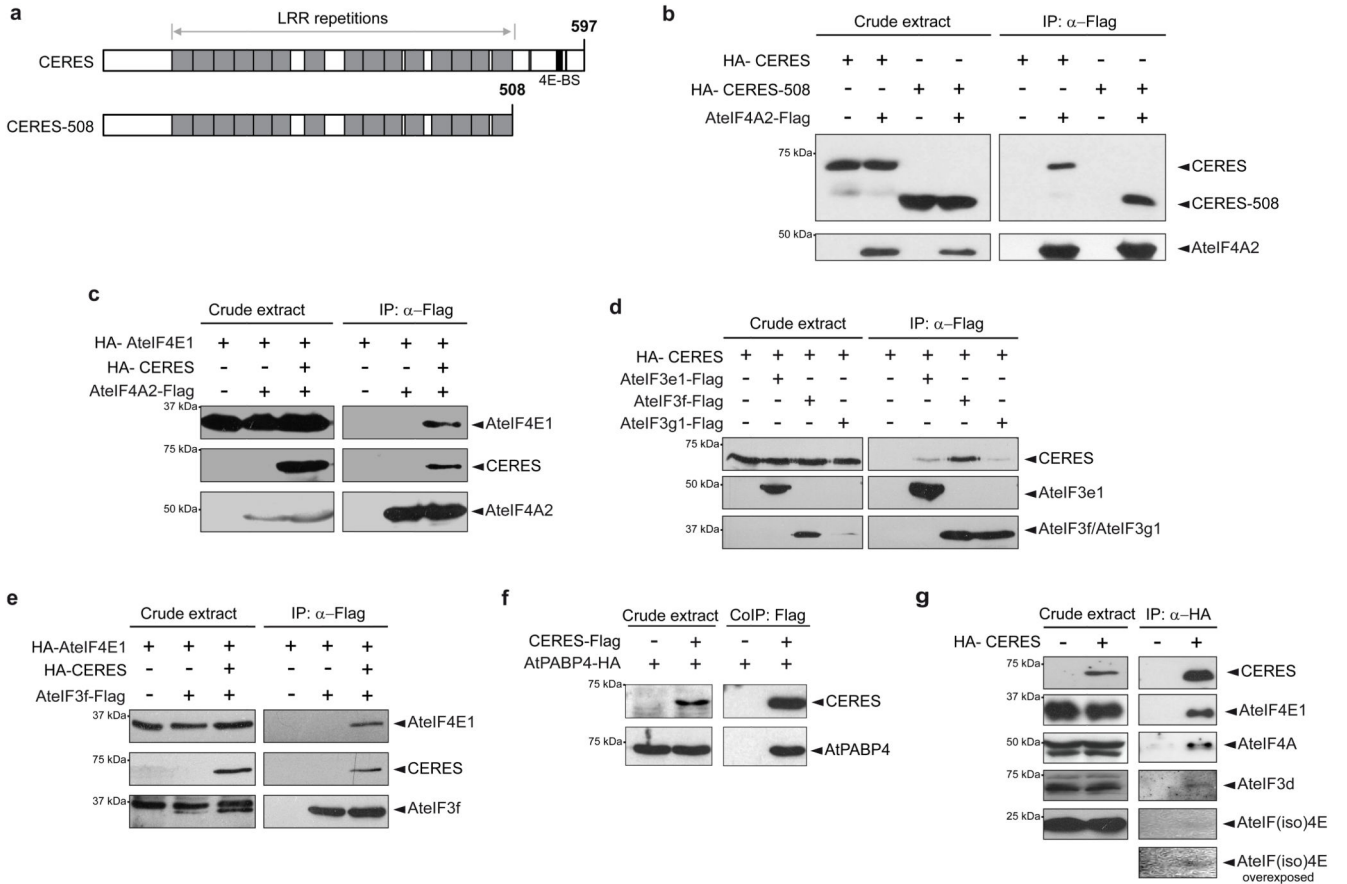 a
LRR repetitions
597
CERES
4E-BS
508
CERES-508
b
Crude extract IP: α–Flag
HA- CERES + + - - + + - -
HA- CERES-508 - - + + - - + +
AteIF4A2-Flag - + - + - + - +
75 kDa
CERES
CERES-508
50 kDa
AteIF4A2
c
Crude extract IP: α–Flag
HA- AteIF4E1 + + + + + +
HA- CERES - - + - - +
AteIF4A2-Flag - + + - + +
37 kDa
AteIF4E1
75 kDa
CERES
50 kDa
AteIF4A2
d
Crude extract IP: α–Flag
HA- CERES + + + + + + + +
AteIF3e1-Flag - + - - - + - -
AteIF3f-Flag - - + - - - + -
AteIF3g1-Flag - - - + - - - +
75 kDa
CERES
50 kDa
AteIF3e1
37 kDa
AteIF3f/AteIF3g1
e
Crude extract IP: α–Flag
HA-AteIF4E1 + + + + + +
HA-CERES - - + - - +
AteIF3f-Flag - + + - + +
37 kDa
AteIF4E1
75 kDa
CERES
37 kDa
AteIF3f
f
Crude extract CoIP: Flag
CERES-Flag - + - +
AtPABP4-HA + + + +
75 kDa
CERES
75 kDa
AtPABP4
g
Crude extract IP: α–HA
HA- CERES - + - +
75 kDa
CERES
37 kDa
AteIF4E1
50 kDa
AteIF4A
75 kDa
AteIF3d
25 kDa
AteIF(iso)4E
AteIF(iso)4E
overexposed